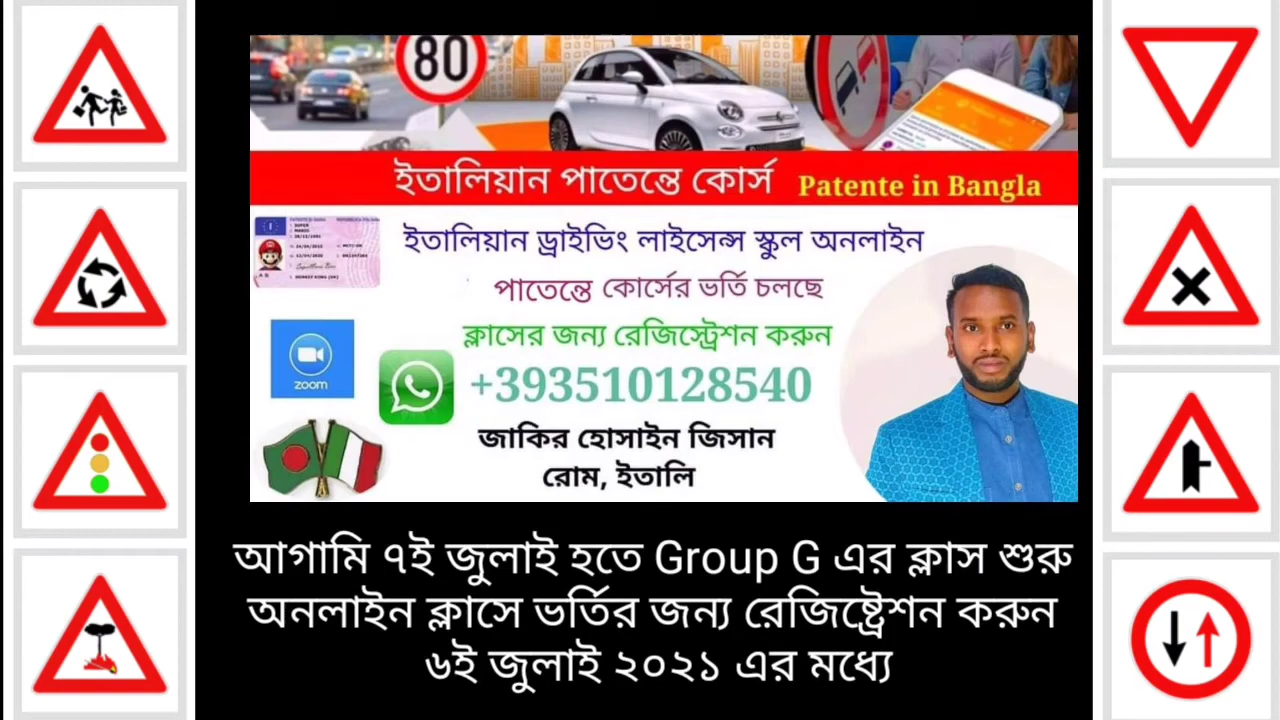 80
ইতালিয়ান পাতেন্তে কোর্স Patente in Bangla
ইতালিয়ান ড্রাইভিং লাইসেন্স স্কুল অনলাইন
পাতেন্তে কোর্সের ভর্তি চলছে
ক্লাসের জন্য রেজিস্ট্রেশন করুন
zoom
+393510128540
জাকির হোসাইন জিসান
রোম, ইতালি
আগামি ৭ই জুলাই হতে Group G এর ক্লাস শুরু
অনলাইন ক্লাসে ভর্তির জন্য রেজিষ্ট্রেশন করুন
৬ই জুলাই ২০২১ এর মধ্যে